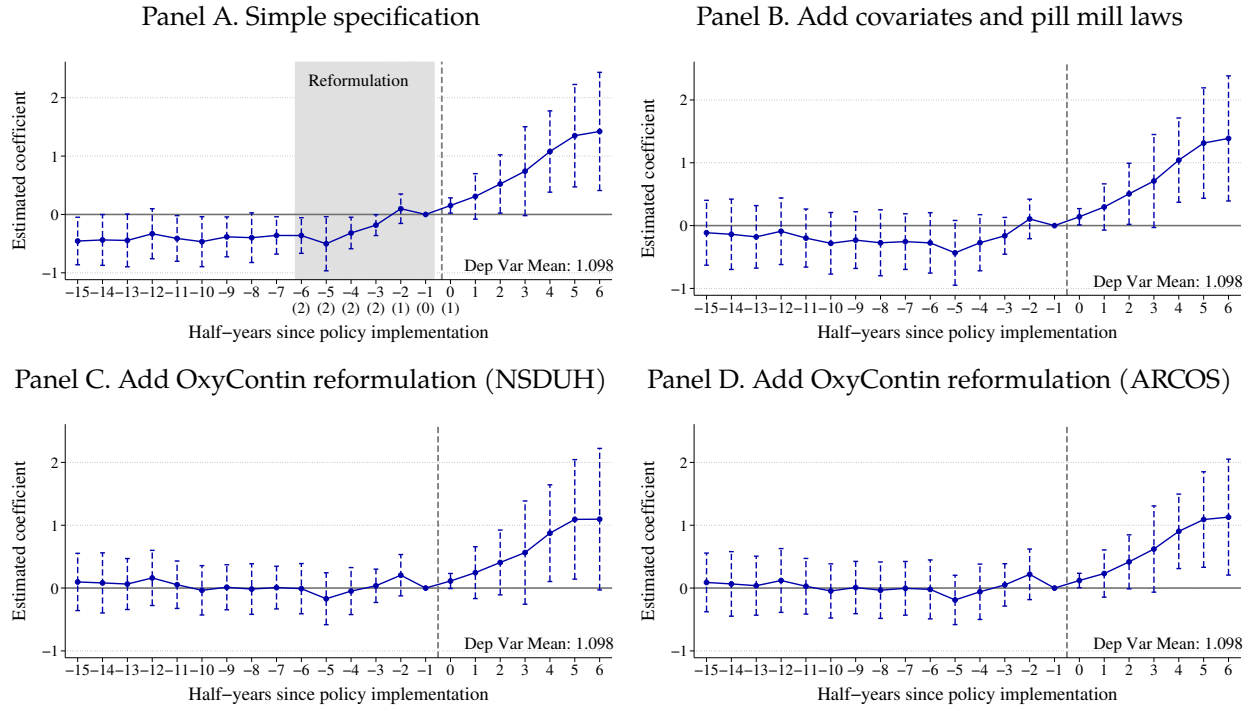 Panel A. Simple specification
Estimated coefficient
2
1
0
−1
Reformulation
Dep Var Mean: 1.098
−15 −14 −13 −12 −11 −10 −9 −8 −7 −6 −5 −4 −3 −2 −1 0 1 2 3 4 5 6
(2) (2) (2) (2) (1) (0) (1)
Half−years since policy implementation
Panel B. Add covariates and pill mill laws
Estimated coefficient
2
1
0
−1
Dep Var Mean: 1.098
−15 −14 −13 −12 −11 −10 −9 −8 −7 −6 −5 −4 −3 −2 −1 0 1 2 3 4 5 6
Half−years since policy implementation
Panel C. Add OxyContin reformulation (NSDUH)
Estimated coefficient
2
1
0
−1
Dep Var Mean: 1.098
−15 −14 −13 −12 −11 −10 −9 −8 −7 −6 −5 −4 −3 −2 −1 0 1 2 3 4 5 6
Half−years since policy implementation
Panel D. Add OxyContin reformulation (ARCOS)
Estimated coefficient
2
1
0
−1
Dep Var Mean: 1.098
−15 −14 −13 −12 −11 −10 −9 −8 −7 −6 −5 −4 −3 −2 −1 0 1 2 3 4 5 6
Half−years since policy implementation